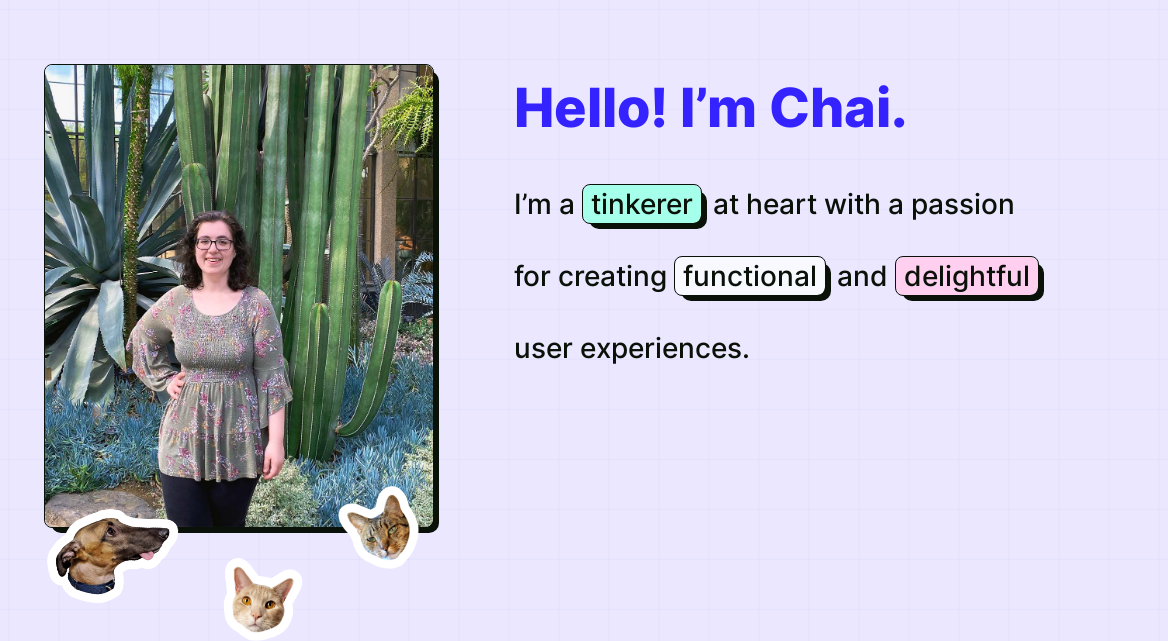 Hello! I’m Chai.
I’m a tinkerer at heart with a passion
for creating functional and delightful
user experiences.